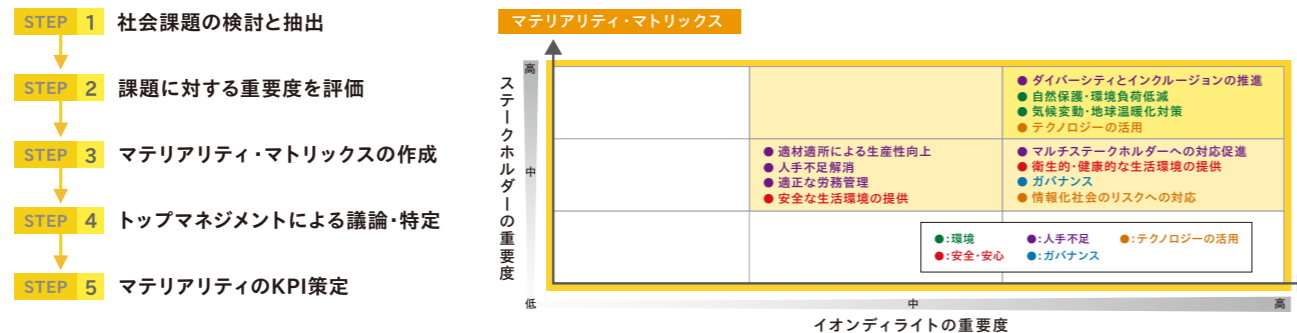 STEP 1 社会課題の検討と抽出
STEP 2 課題に対する重要度を評価
STEP 3 マテリアリティ・マトリックスの作成
STEP 4 トップマネジメントによる議論・特定
STEP 5 マテリアリティのKPI策定
マテリアリティ・マトリックス
ステークホルダーの重要度
高
中
低
●ダイバーシティとインクルージョンの推進
●自然保護・環境負荷低減
●気候変動・地球温暖化対策
●テクノロジーの活用
●適材適所による生産性向上
●人手不足解消
●適正な労務管理
●安全な生活環境の提供
●マルチステークホルダーへの対応促進
●衛生的・健康的な生活環境の提供
●ガバナンス
●情報化社会のリスクへの対応
●:環境 ●:人手不足 ●:テクノロジーの活用
●:安全・安心 ●:ガバナンス
中
高
イオンディライトの重要度